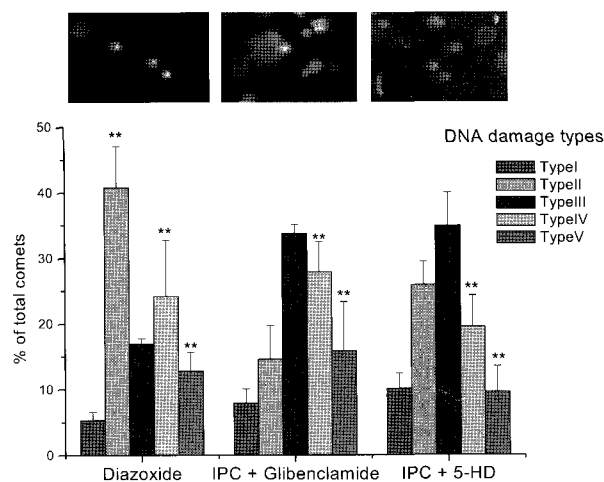 50
40
30
20
10
0
% of total comets
**
**
**
**
**
**
**
DNA damage types
TypeI
TypeII
TypeIII
TypeIV
TypeV
Diazoxide
IPC + Glibenclamide
IPC + 5-HD